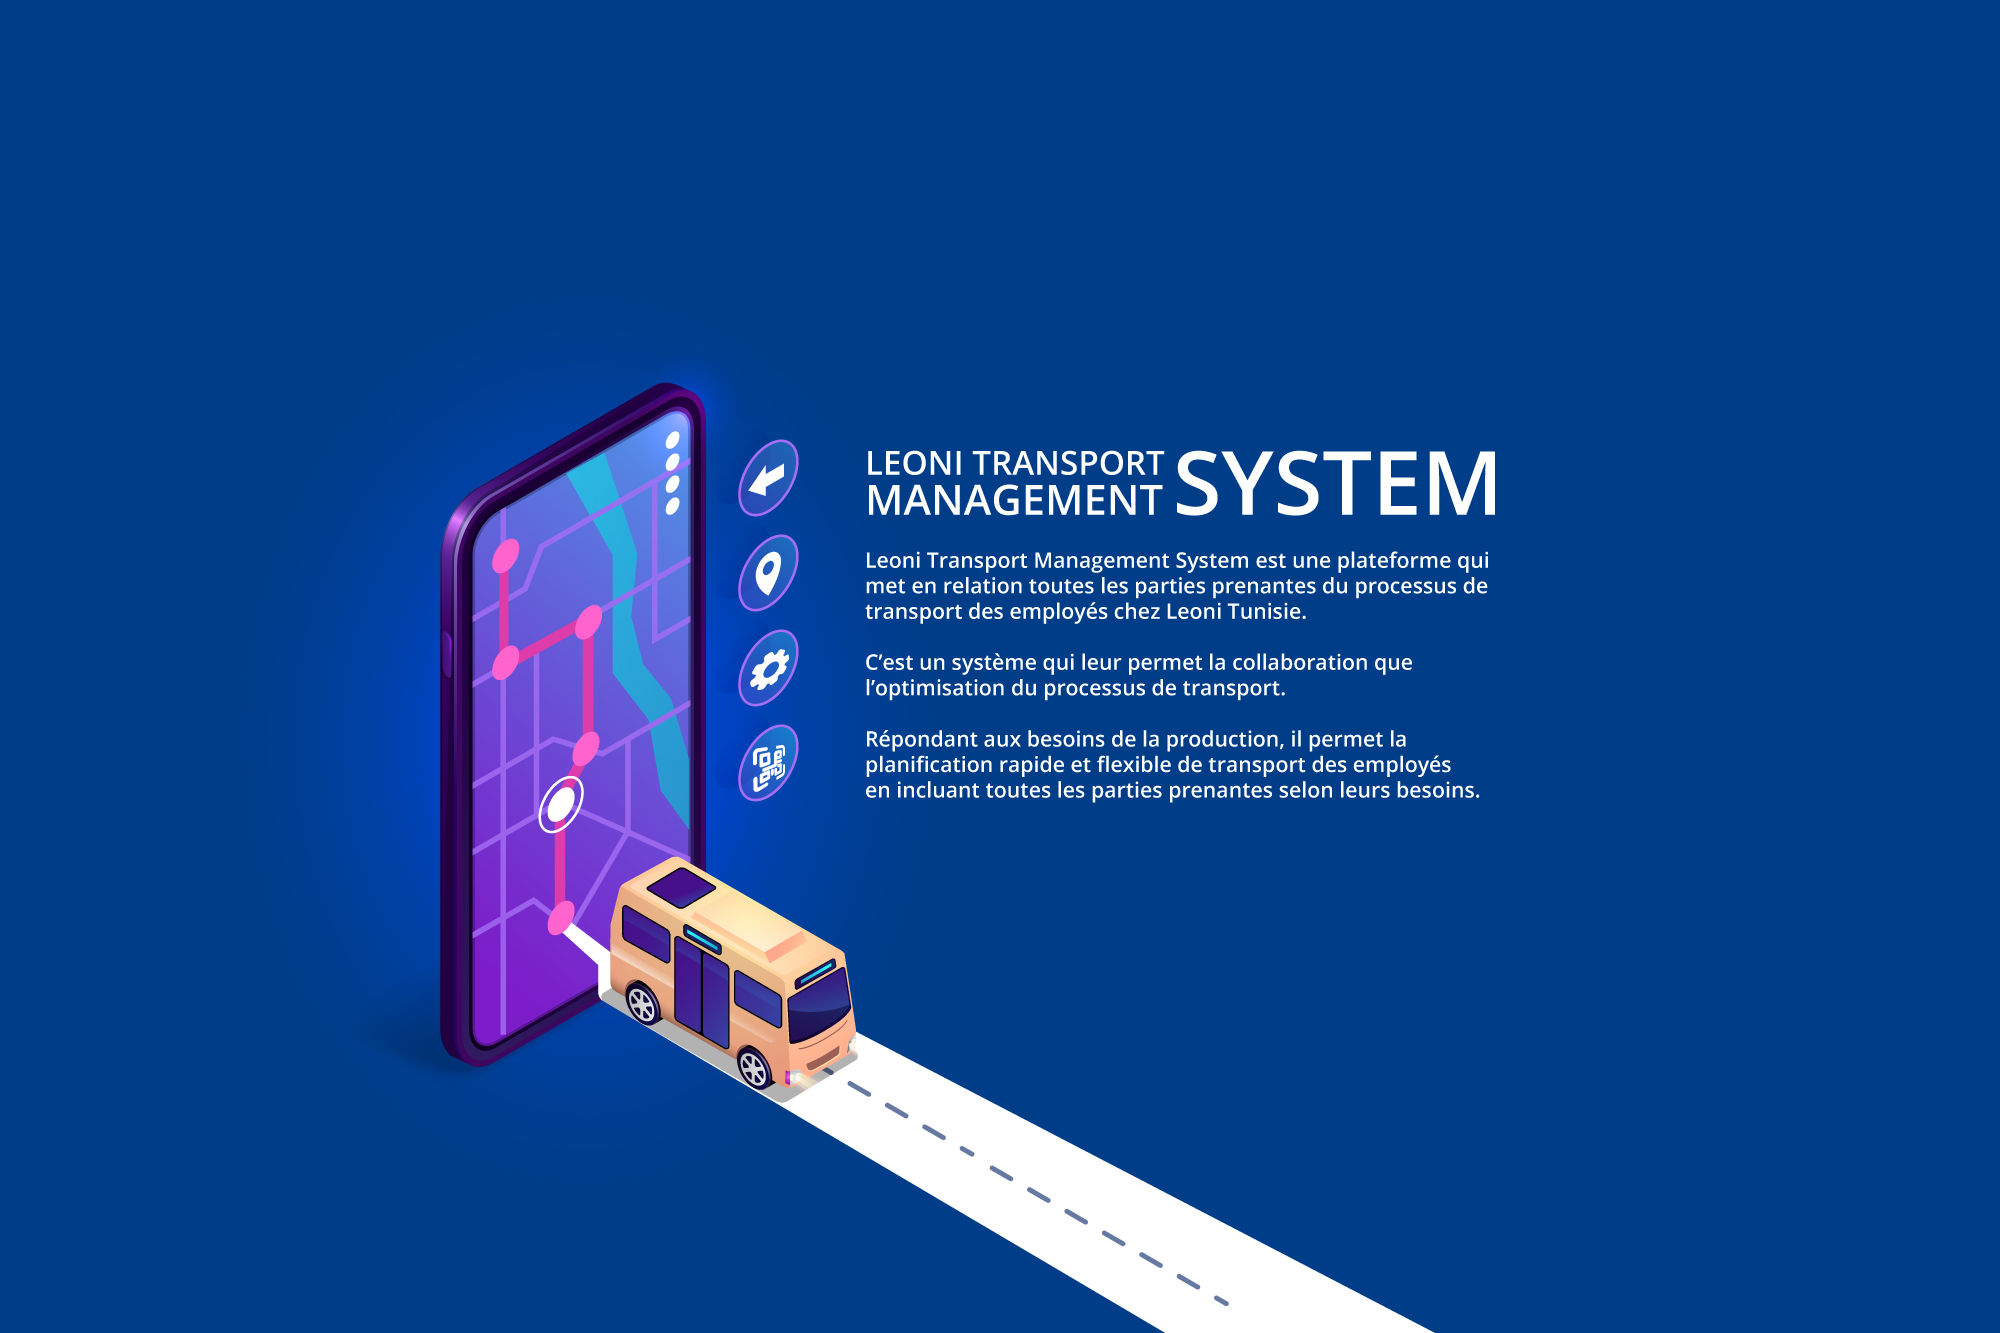 LEONI TRANSPORT
MANAGEMENT SYSTEM
Leoni Transport Management System est une plateforme qui
met en relation toutes les parties prenantes du processus de
transport des employés chez Leoni Tunisie.
C’est un système qui leur permet la collaboration que
l’optimisation du processus de transport.
Répondant aux besoins de la production, il permet la
planification rapide et flexible de transport des employés
en incluant toutes les parties prenantes selon leurs besoins.